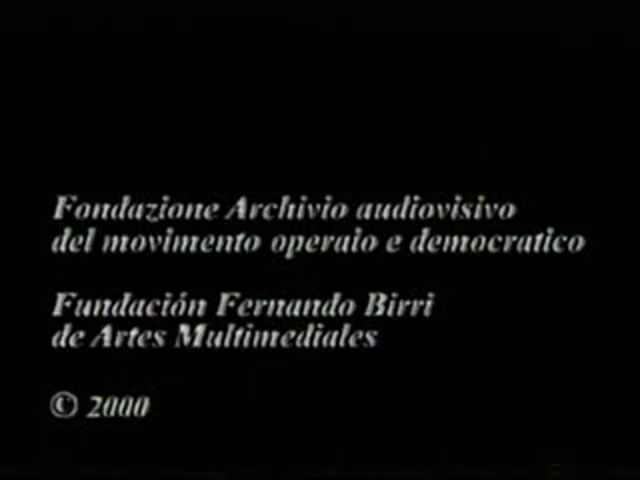 Fondazione Archivio audiovisivo
del movimento operaio e democratico
Fundación Fernando Birri
de Artes Multimediales
© 2000